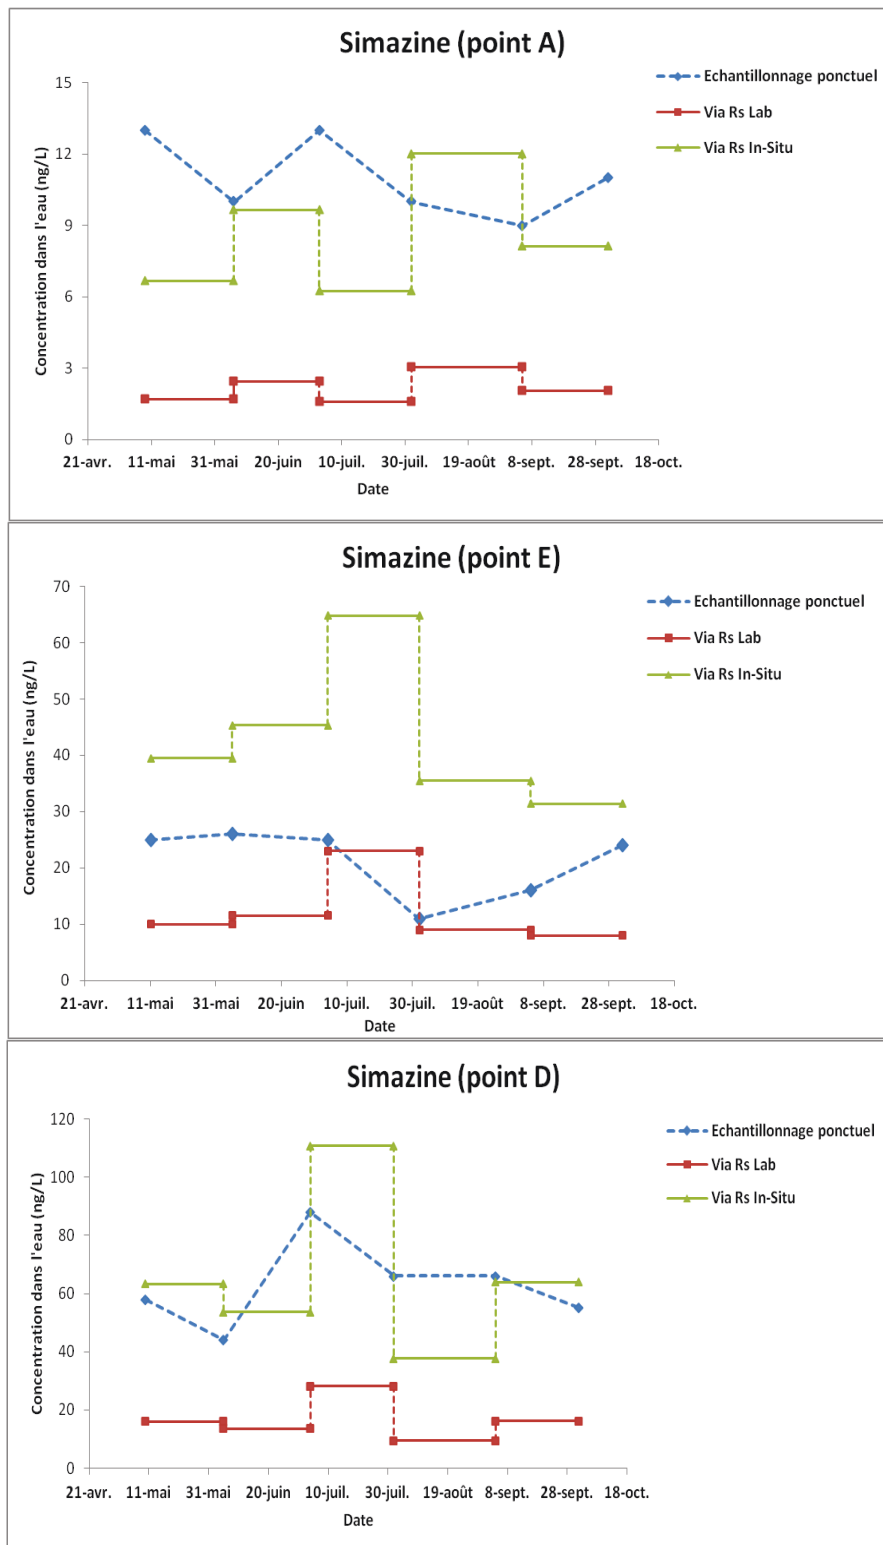 Simazine (point A)
Concentration dans l'eau (ng/L)
15
12
9
6
3
0
21-avr. 11-mai 31-mai 20-juin 10-juil. 30-juil. 19-août 8-sept. 28-sept. 18-oct.
Date
Echantillonnage ponctuel
Via Rs Lab
Via Rs In-Situ
Simazine (point E)
Concentration dans l'eau (ng/L)
70
60
50
40
30
20
10
0
21-avr. 11-mai 31-mai 20-juin 10-juil. 30-juil. 19-août 8-sept. 28-sept. 18-oct.
Date
Echantillonnage ponctuel
Via Rs Lab
Via Rs In-Situ
Simazine (point D)
Concentration dans l'eau (ng/L)
120
100
80
60
40
20
0
21-avr. 11-mai 31-mai 20-juin 10-juil. 30-juil. 19-août 8-sept. 28-sept. 18-oct.
Date
Echantillonnage ponctuel
Via Rs Lab
Via Rs In-Situ